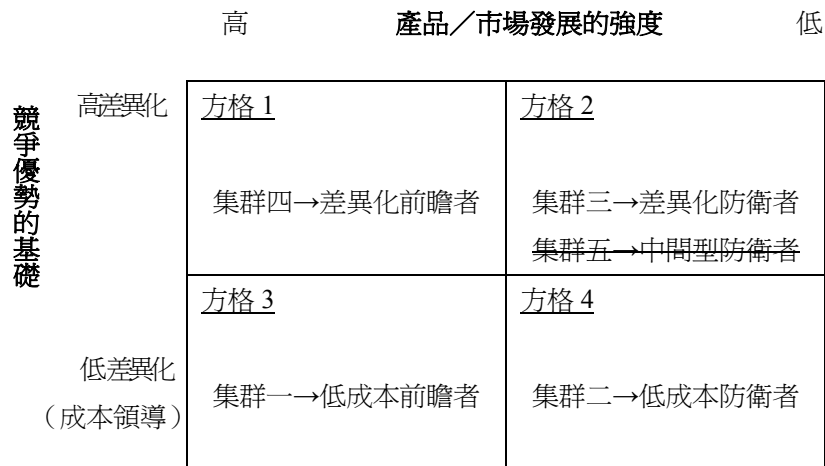 高 產品／市場發展的強度 低
競爭優勢的基礎
高差異化
方格 1
方格 2
集群四→差異化前瞻者
集群三→差異化防衛者
集群五→中間型防衛者
方格 3
方格 4
低差異化
（成本領導）
集群一→低成本前瞻者
集群二→低成本防衛者